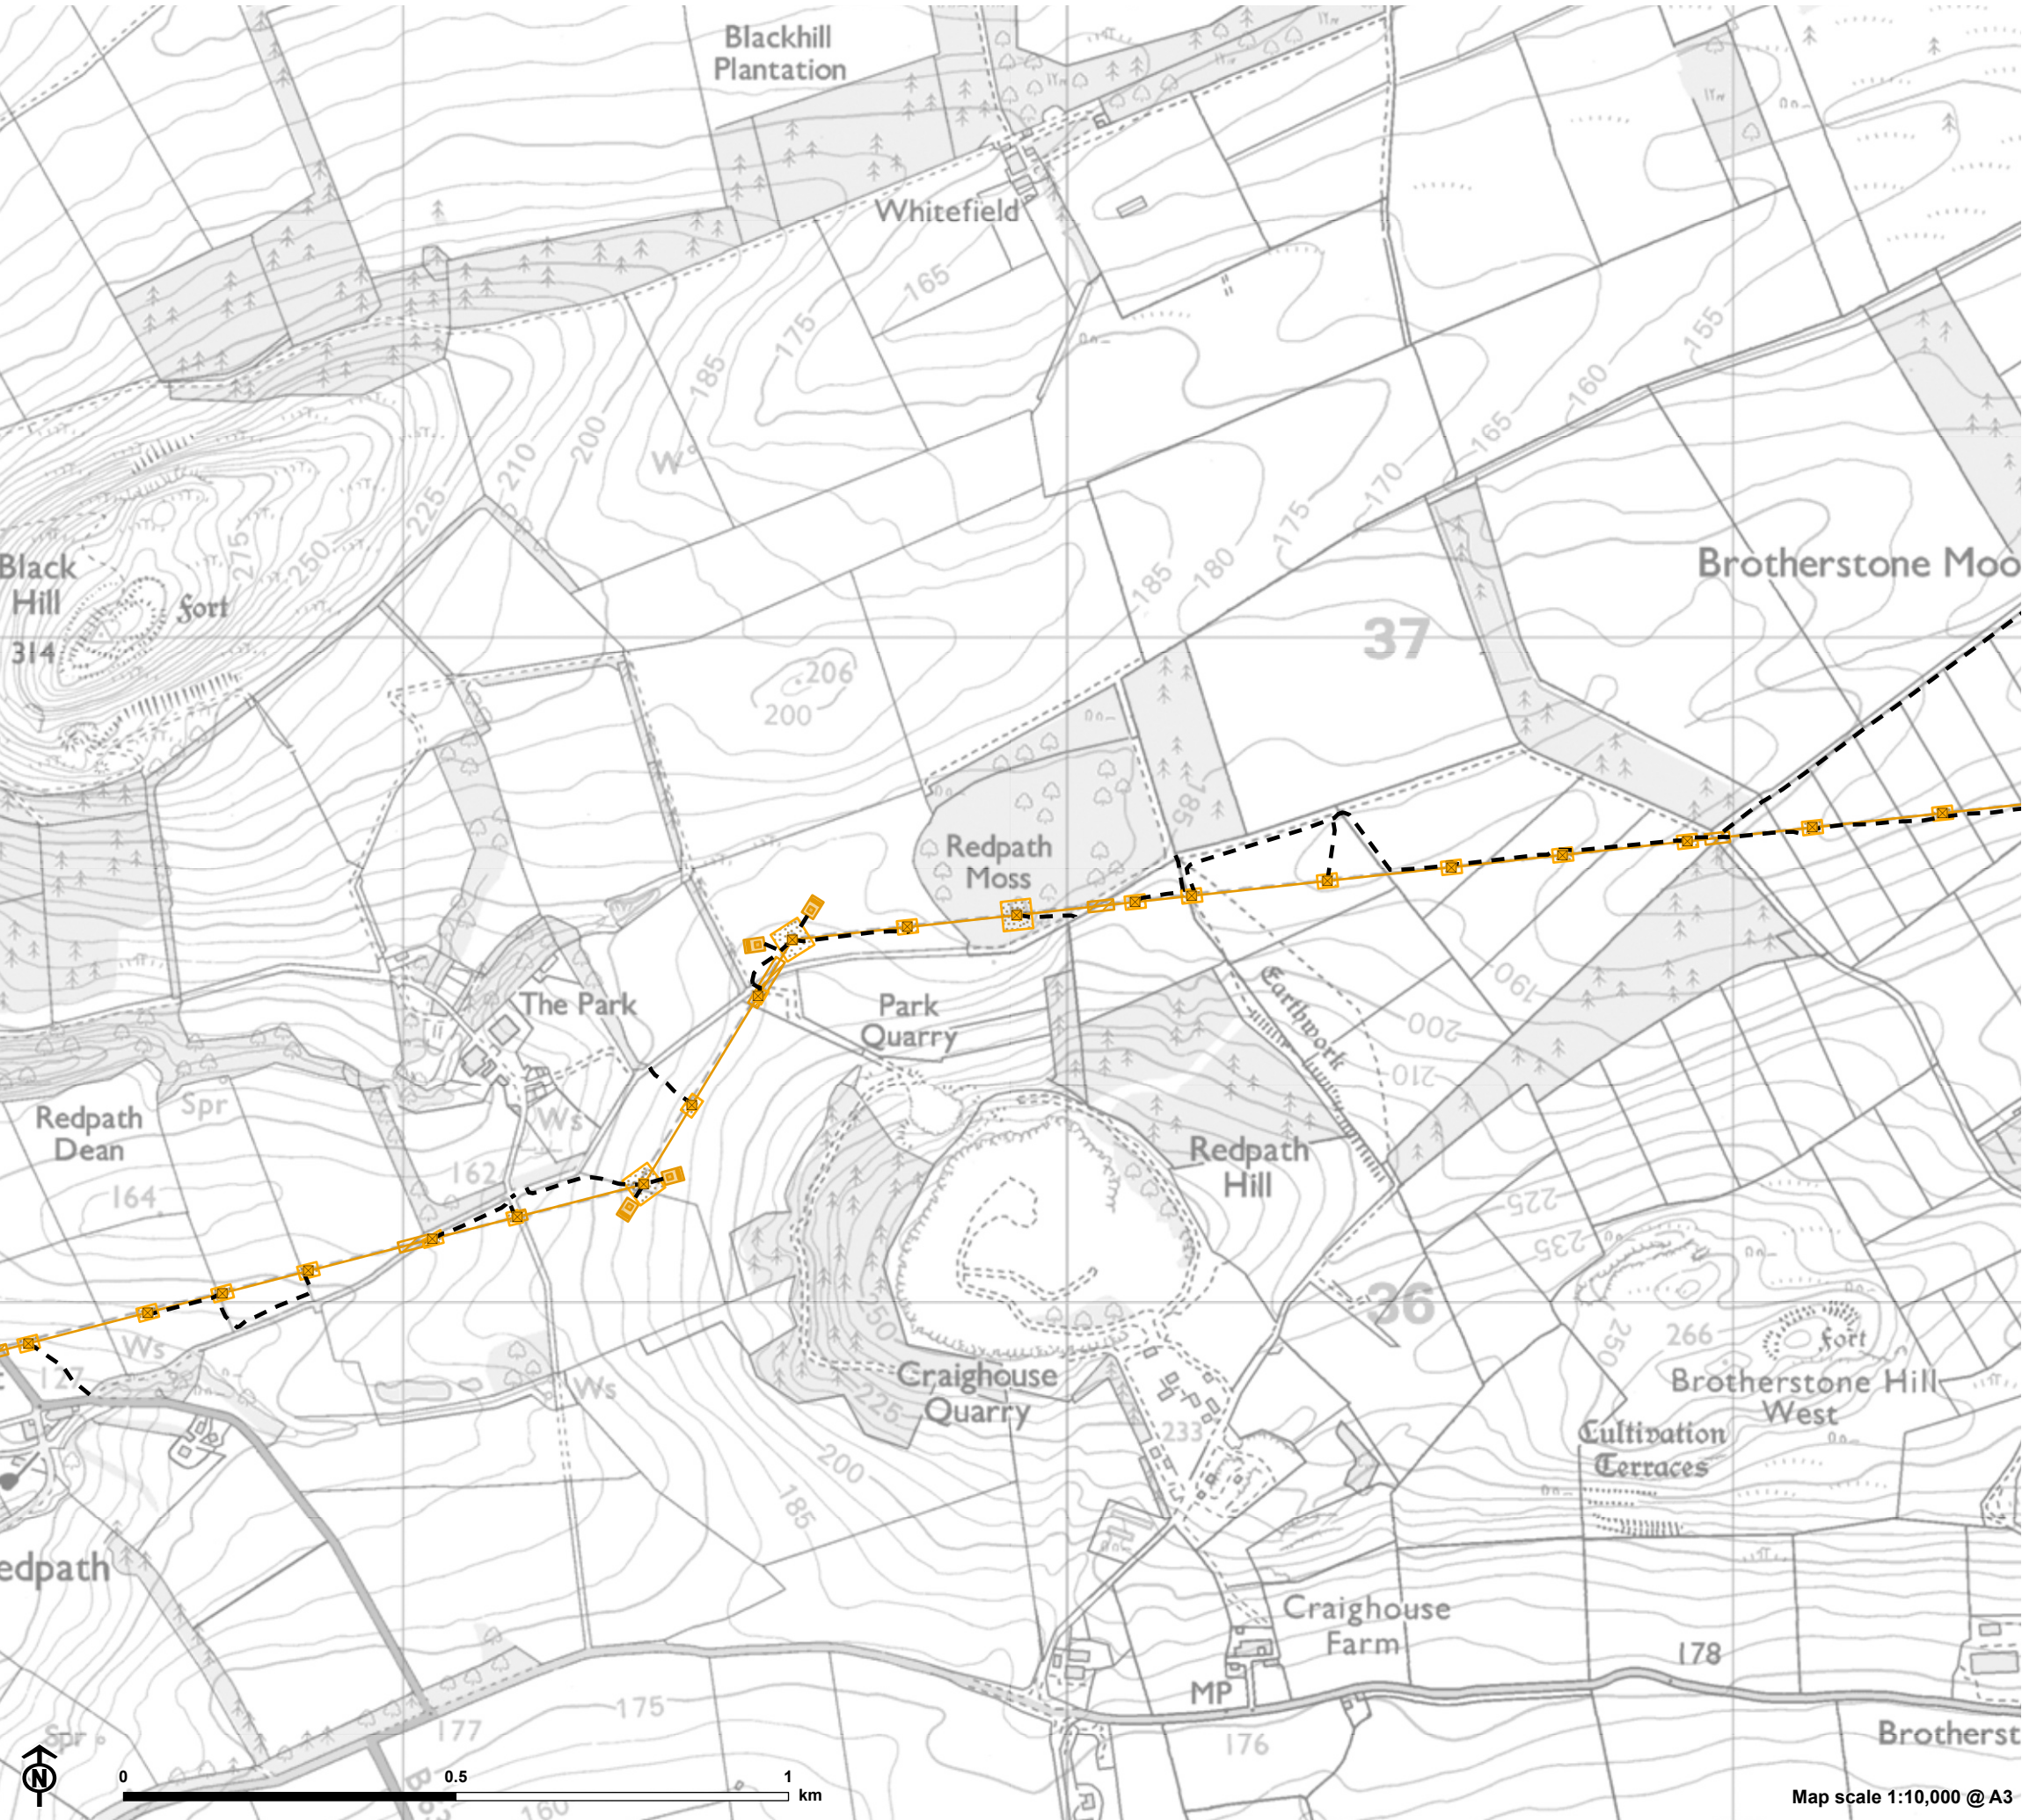 Blackhill
Plantation
Whitefield
165
175
185
155
160
165
170
175
180
185
200
210
225
250
275
W
Black
Hill
314
Fort
Brotherstone Moo
37
206
200
185
Redpath
Moss
The Park
Park
Quarry
Earthwork
190
200
210
Redpath
Dean
Spr
Ws
162
164
Redpath
Hill
225
235
36
250
266
Fort
Brotherstone Hill
West
Ws
127
Ws
Craighouse
Quarry
225
233
Cultivation
Terraces
200
185
edpath
Craighouse
Farm
MP
178
175
177
176
Spr
Brotherst
160
N
0 0.5 1
km
Map scale 1:10,000 @ A3